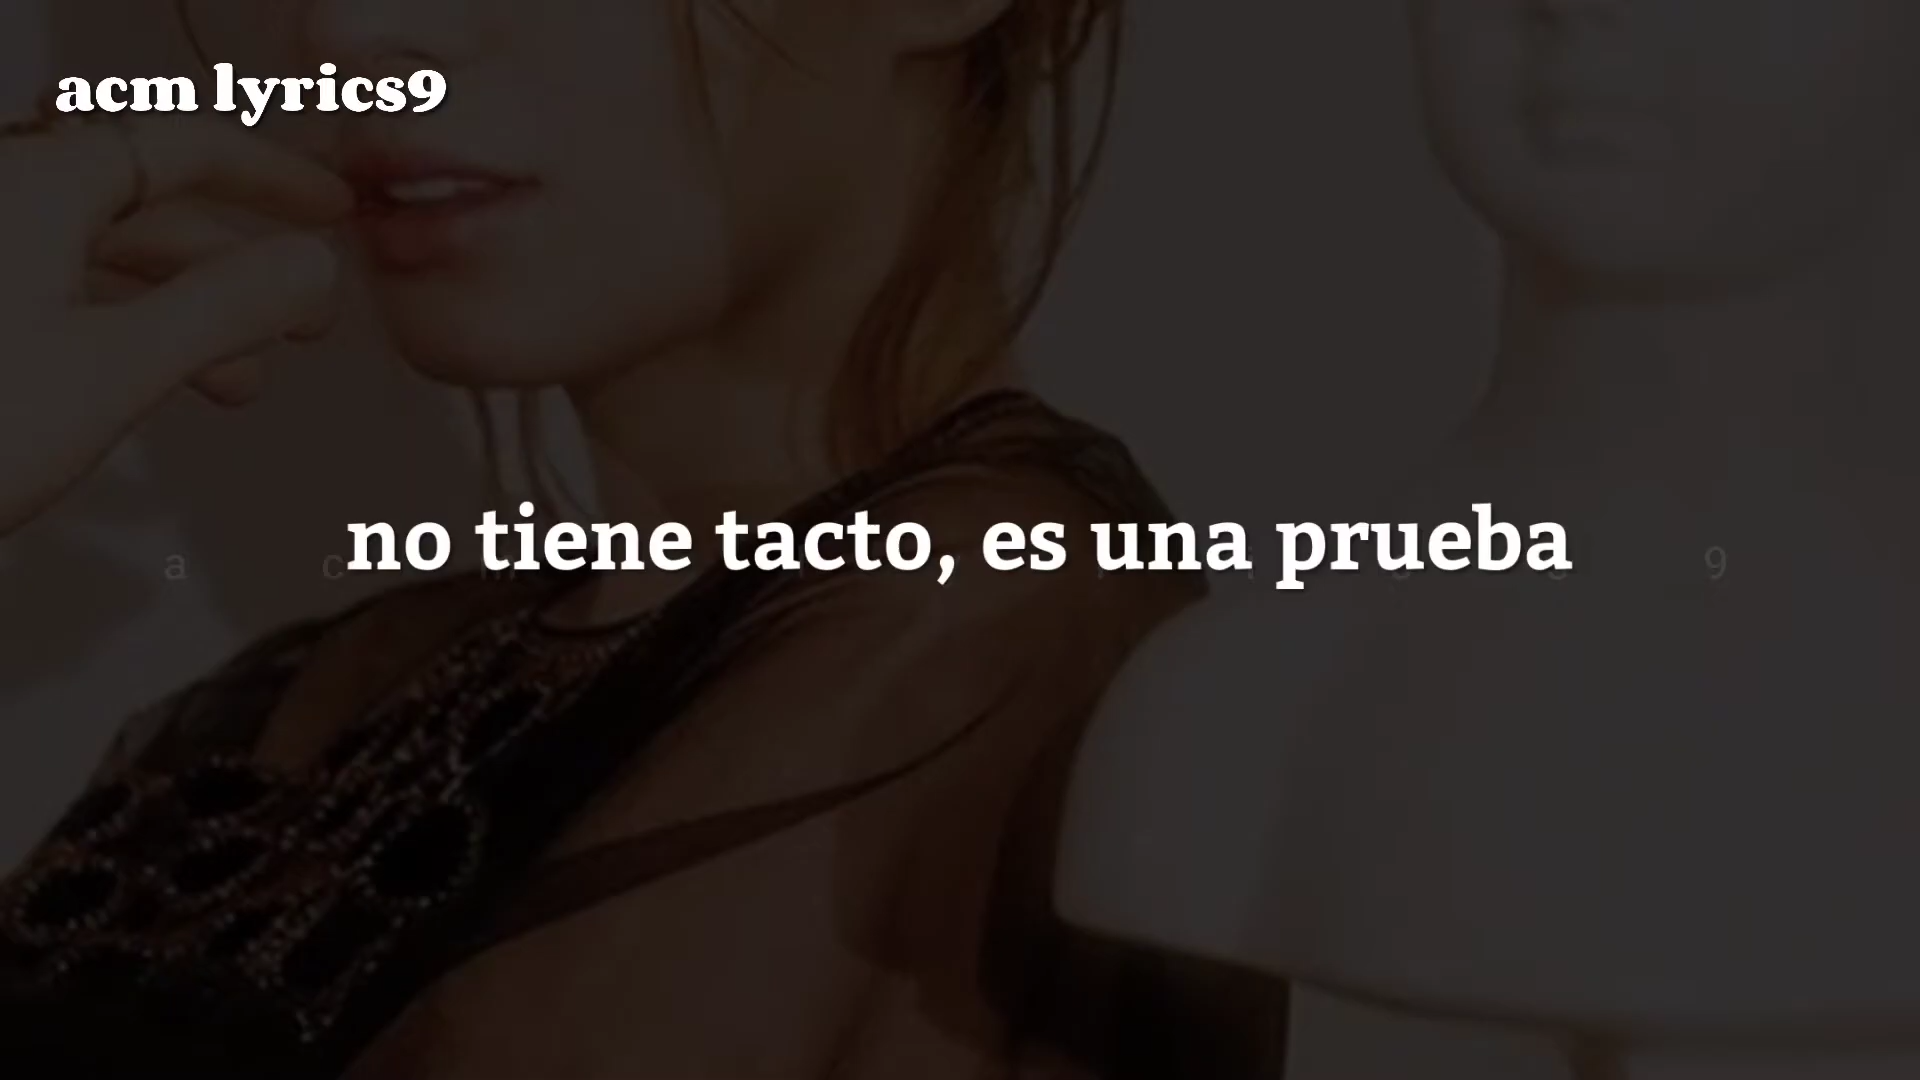 acm lyrics9
no tiene tacto, es una prueba